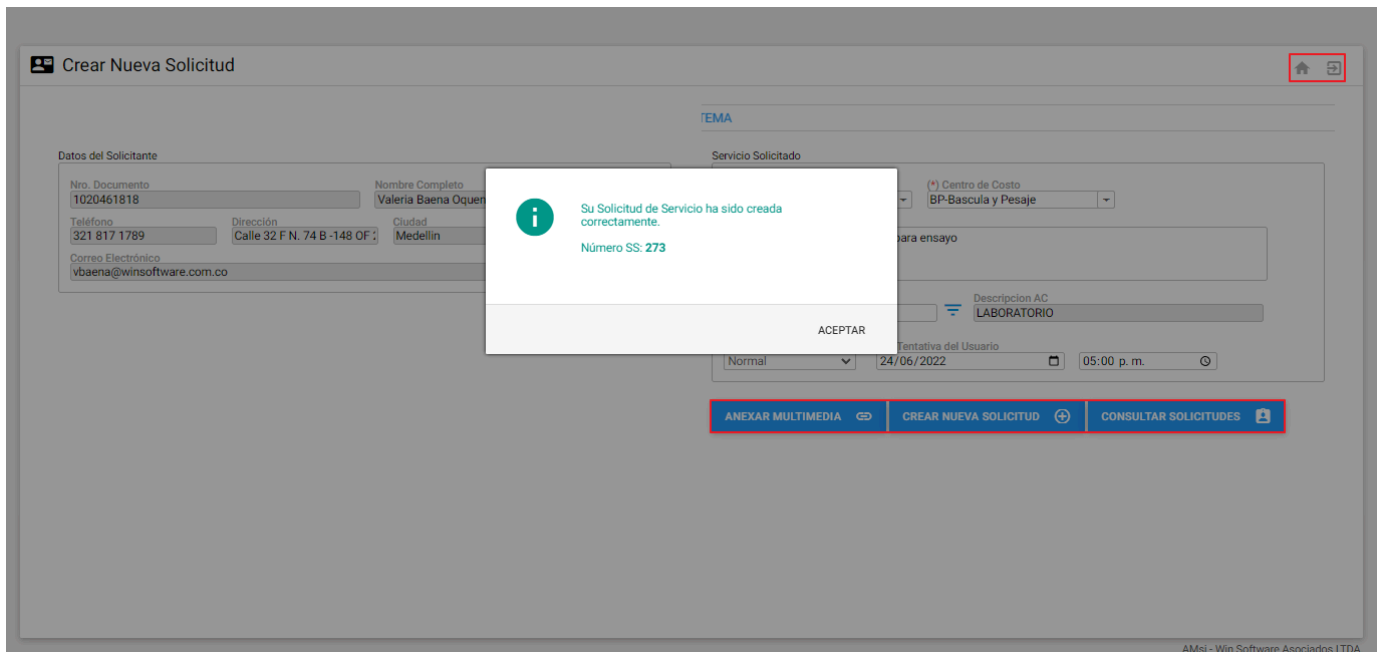 Crear Nueva Solicitud
TEMA
Datos del Solicitante
Servicio Solicitado
Nro. Documento
Nombre Completo
(*) Centro de Costo
1020461818
Valeria Baena Oquen
BP-Bascula y Pesaje
Teléfono
Dirección
Ciudad
321 817 1789
Calle 32 F N. 74 B -148 OF
Medellin
para ensayo
Correo Electrónico
vbaena@winsoftware.com.co
Su Solicitud de Servicio ha sido creada
correctamente.
Número SS: 273
ACEPTAR
Descripcion AC
LABORATORIO
Tentativa del Usuario
Normal
24/06/2022
05:00 p. m.
ANEXAR MULTIMEDIA
CREAR NUEVA SOLICITUD
CONSULTAR SOLICITUDES
AMsi - Win Software Asociados LTDA